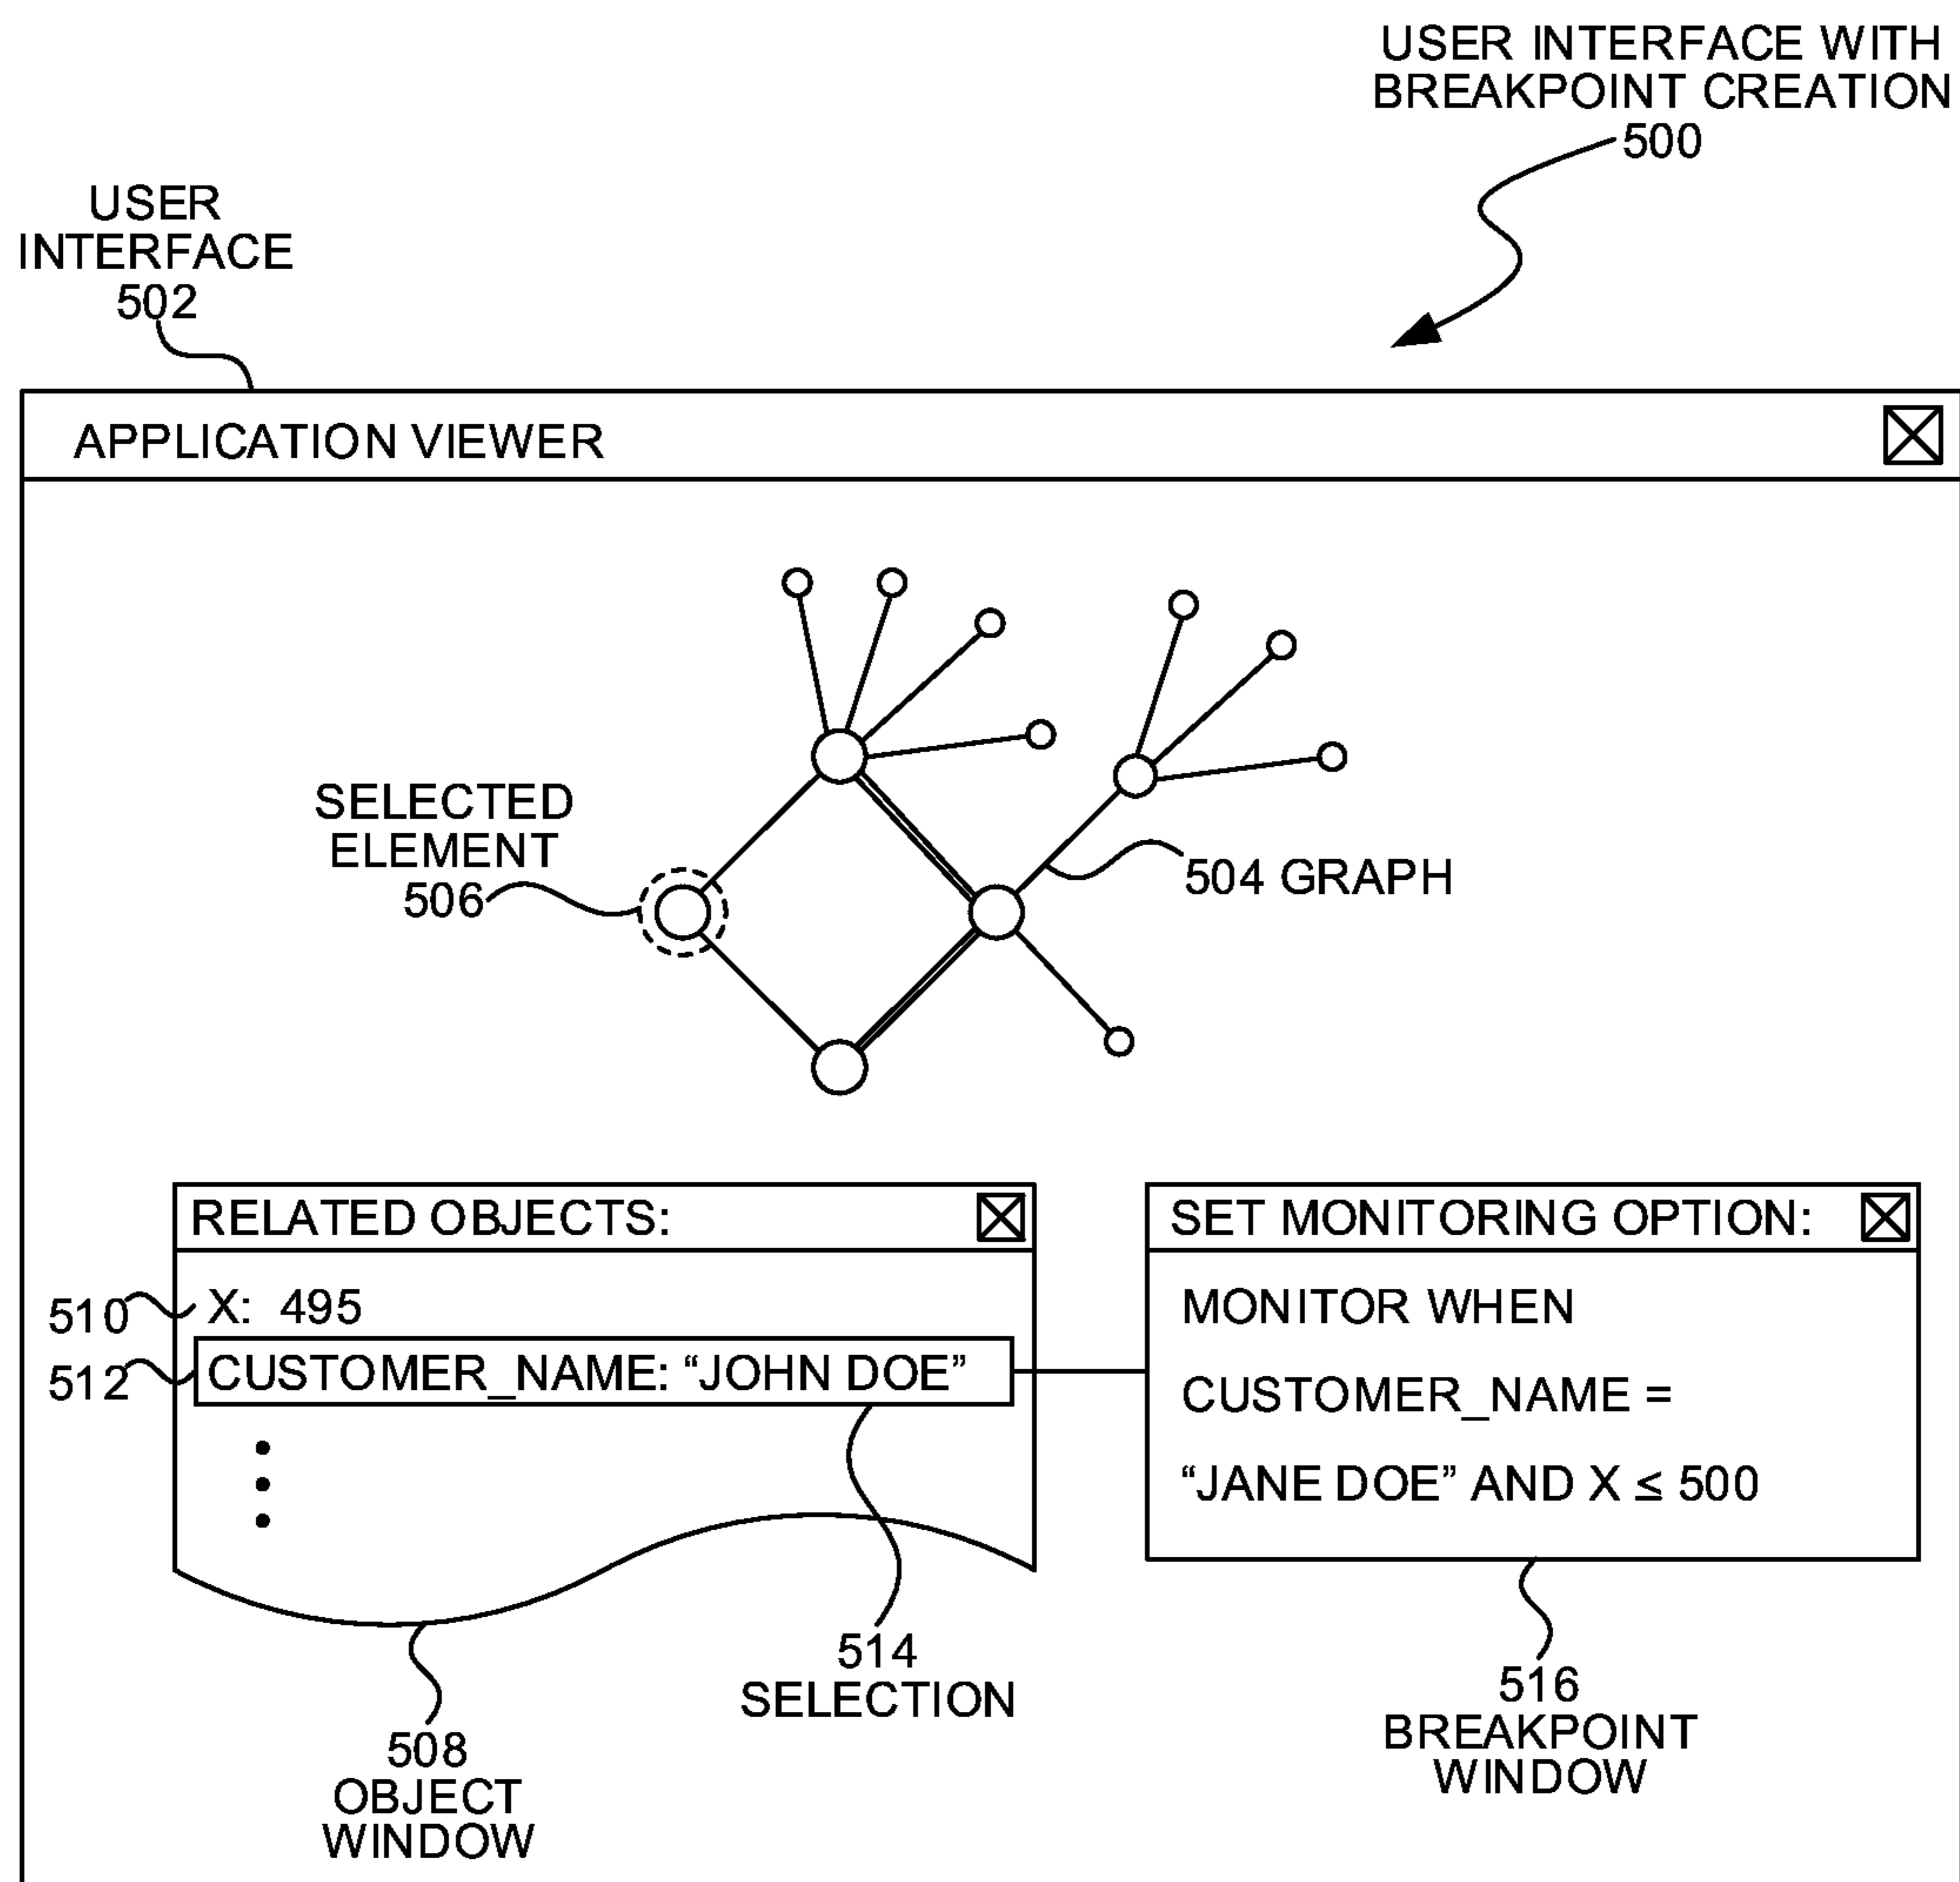 USER INTERFACE WITH
BREAKPOINT CREATION
500
USER
INTERFACE
502
APPLICATION VIEWER
SELECTED
ELEMENT
506
504 GRAPH
RELATED OBJECTS:
510
X: 495
512
CUSTOMER_NAME: “JOHN DOE”
SET MONITORING OPTION:
MONITOR WHEN
CUSTOMER_NAME =
“JANE DOE” AND X ≤ 500
514
SELECTION
508
OBJECT
WINDOW
516
BREAKPOINT
WINDOW